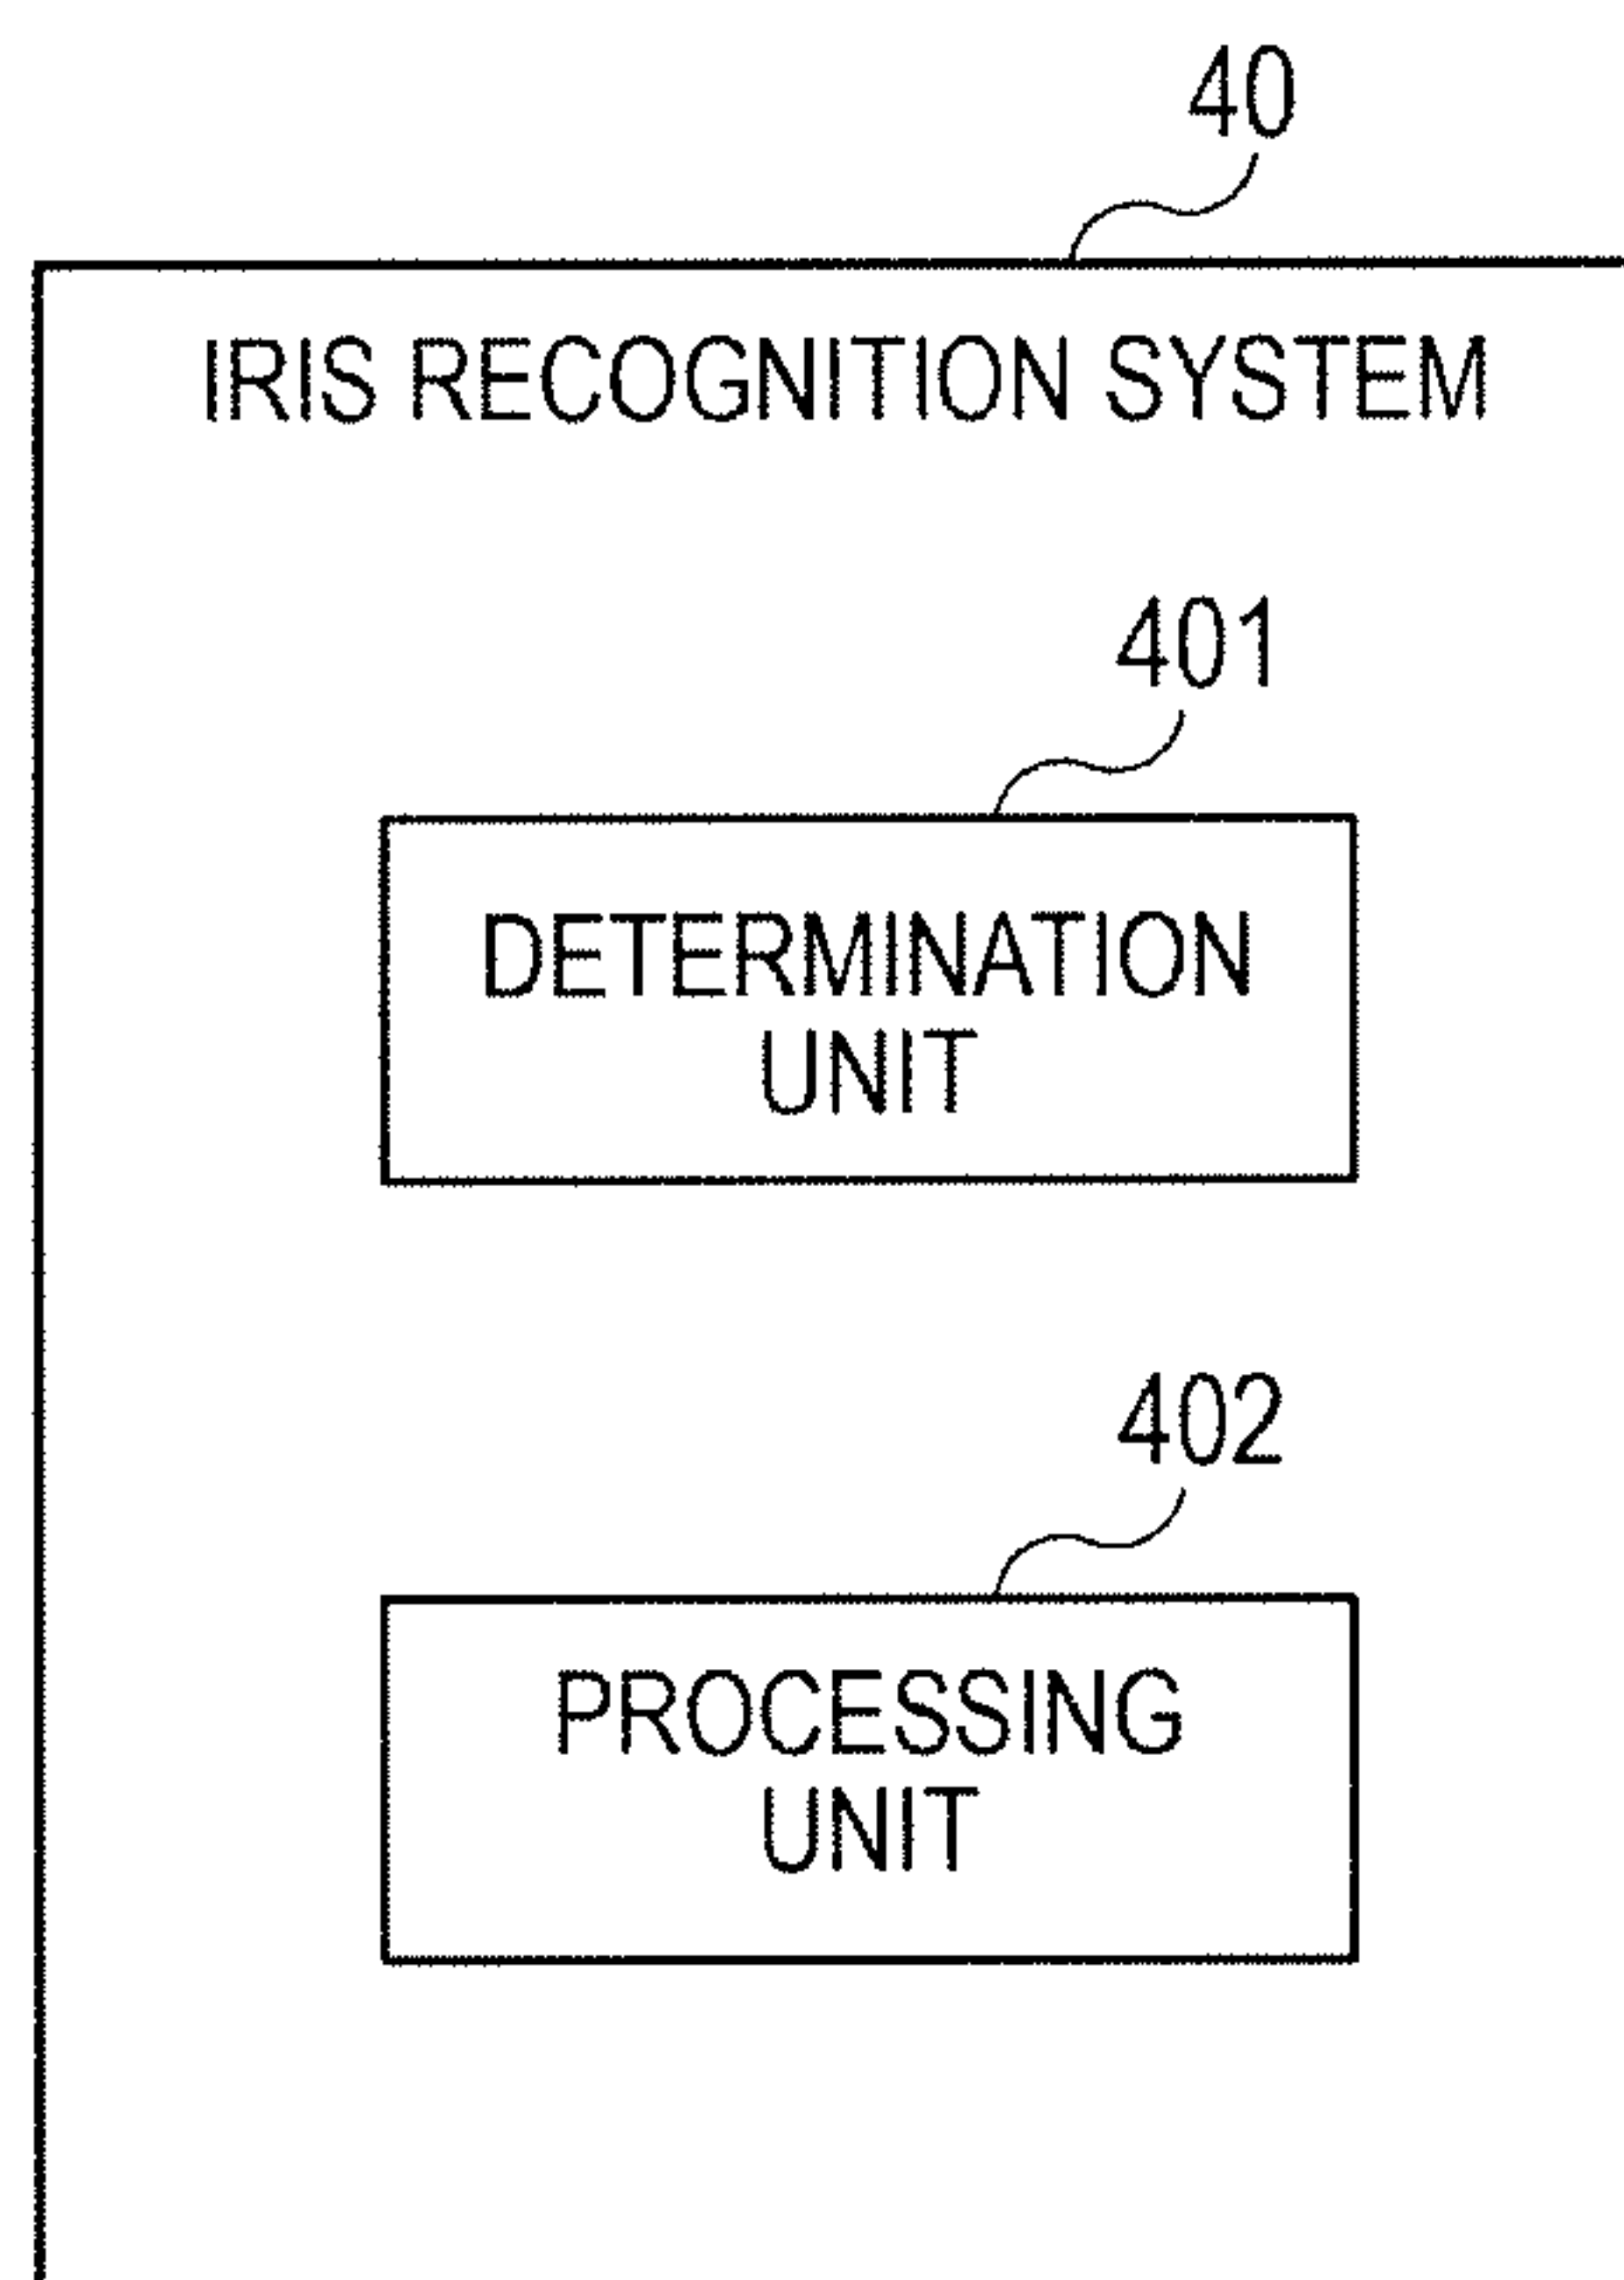 40
IRIS RECOGNITION SYSTEM
401
DETERMINATION
UNIT
402
PROCESSING
UNIT